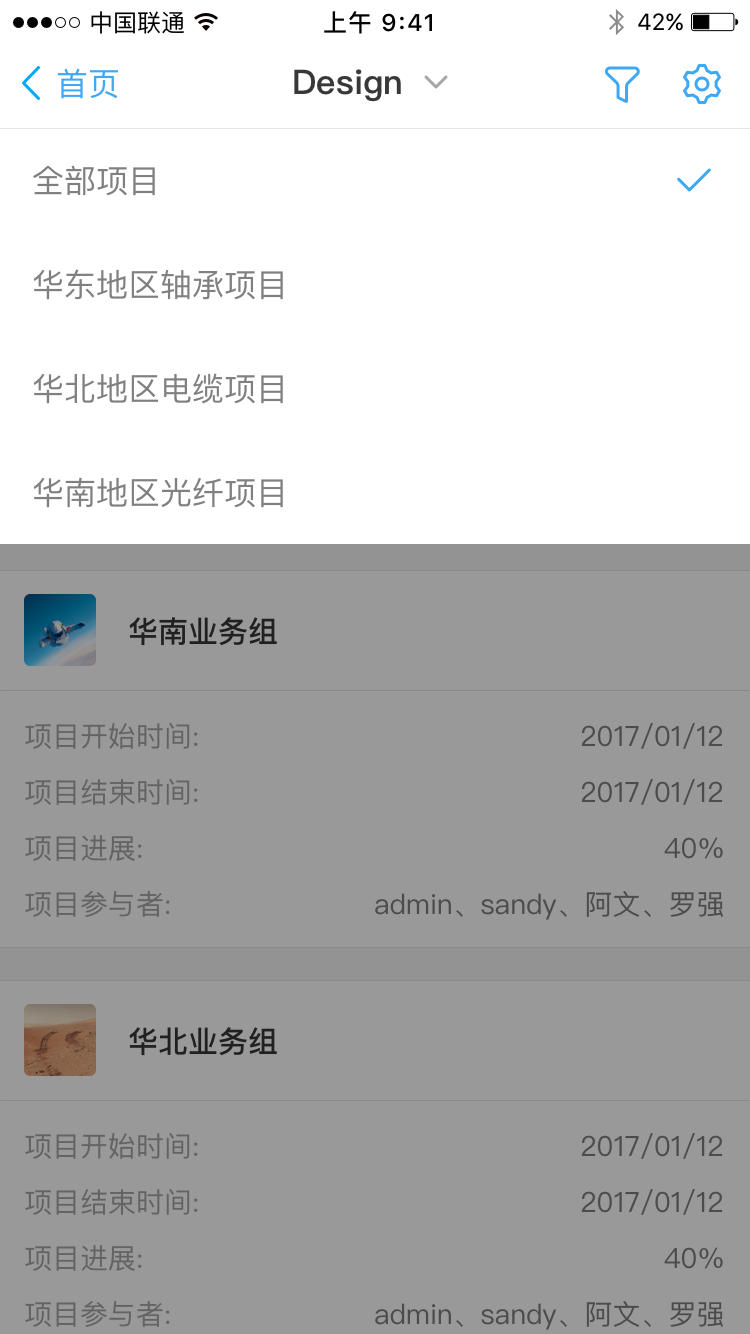 中国联通 上午 9:41 42%
首页 Design
全部项目
华东地区轴承项目
华北地区电缆项目
华南地区光纤项目
华南业务组
项目开始时间: 2017/01/12
项目结束时间: 2017/01/12
项目进展: 40%
项目参与者: admin、sandy、阿文、罗强
华北业务组
项目开始时间: 2017/01/12
项目结束时间: 2017/01/12
项目进展: 40%
项目参与者: admin、sandy、阿文、罗强